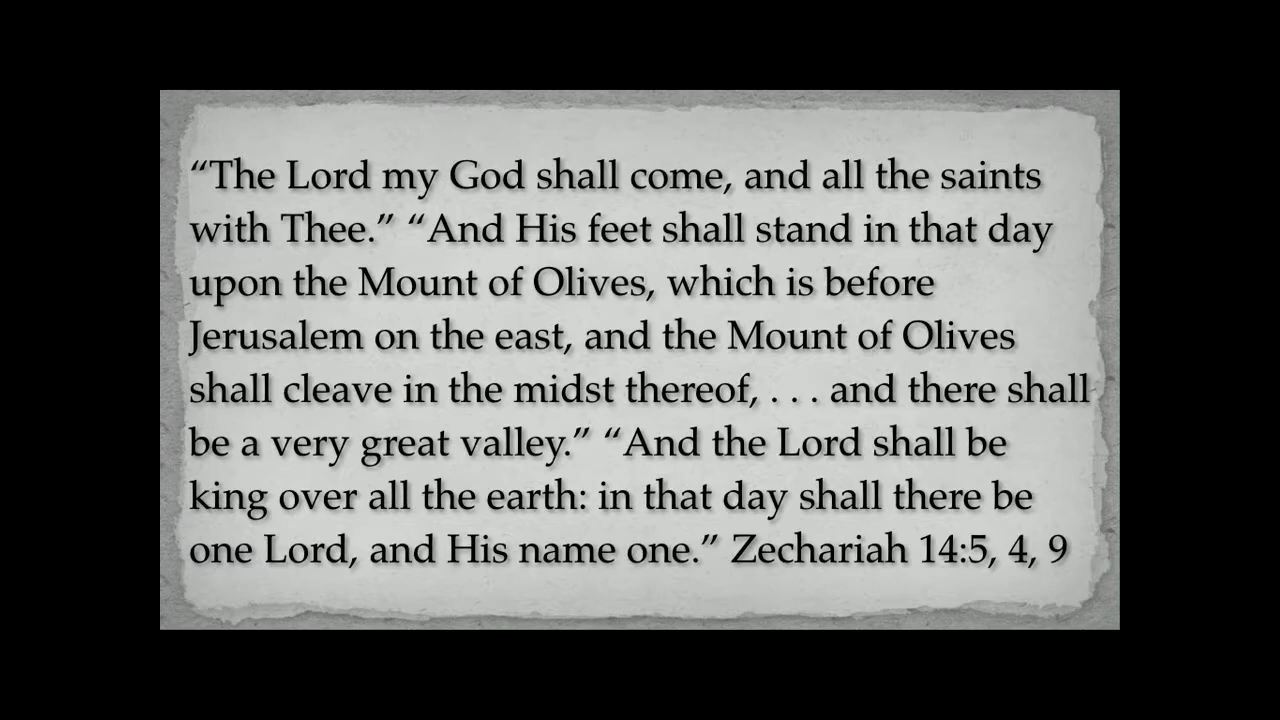 “The Lord my God shall come, and all the saints
with Thee.” “And His feet shall stand in that day
upon the Mount of Olives, which is before
Jerusalem on the east, and the Mount of Olives
shall cleave in the midst thereof, . . . and there shall
be a very great valley.” “And the Lord shall be
king over all the earth: in that day shall there be
one Lord, and His name one.” Zechariah 14:5, 4, 9